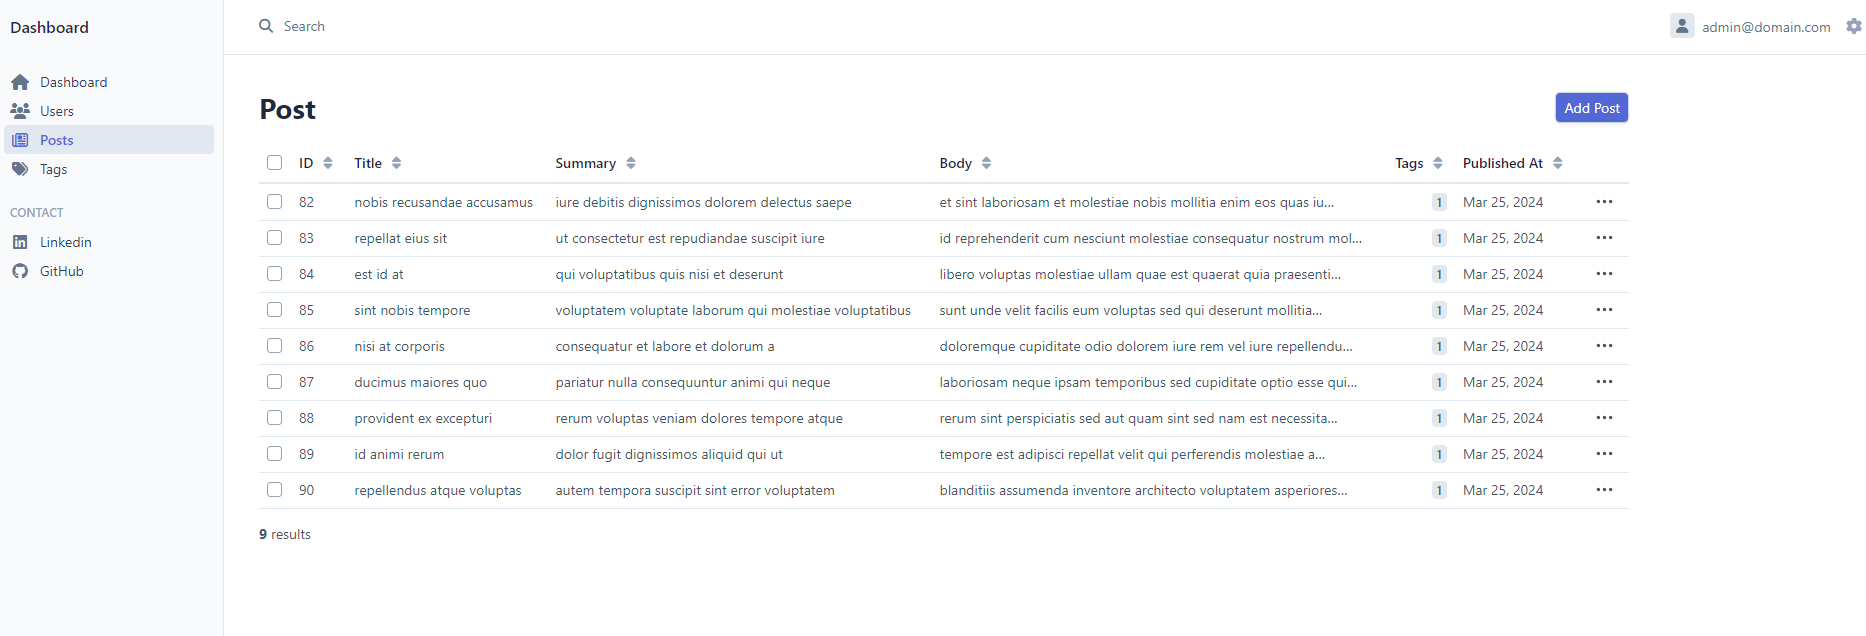 Dashboard
Search
admin@domain.com
Dashboard
Users
Posts
Tags
CONTACT
Linkedin
GitHub
Post
Add Post
ID Title Summary Body Tags Published At
82 nobis recusandae accusamus iure debitis dignissimos dolorem delectus saepe et sint laboriosam et molestiae nobis mollitia enim eos quas iu... 1 Mar 25, 2024
83 repellat eius sit ut consectetur est repudiandae suscipit iure id reprehenderit cum nesciunt molestiae consequatur nostrum mol... 1 Mar 25, 2024
84 est id at qui voluptatibus quis nisi et deserunt libero voluptas molestiae ullam quae est quaerat quia praesenti... 1 Mar 25, 2024
85 sint nobis tempore voluptatem voluptate laborum qui molestiae voluptatibus sunt unde velit facilis eum voluptas sed qui deserunt mollitia... 1 Mar 25, 2024
86 nisi at corporis consequatur et labore et dolorum a doloremque cupiditate odio dolorem iure rem vel iure repellendu... 1 Mar 25, 2024
87 ducimus maiores quo pariatur nulla consequuntur animi qui neque laboriosam neque ipsam temporibus sed cupiditate optio esse qui... 1 Mar 25, 2024
88 provident ex excepturi rerum voluptas veniam dolores tempore atque rerum sint perspiciatis sed aut quam sint sed nam est necessita... 1 Mar 25, 2024
89 id animi rerum dolor fugit dignissimos aliquid qui ut tempore est adipisci repellat velit qui perferendis molestiae a... 1 Mar 25, 2024
90 repellendus atque voluptas autem tempora suscipit sint error voluptatem blanditiis assumenda inventore architecto voluptatem asperiores... 1 Mar 25, 2024
9 results